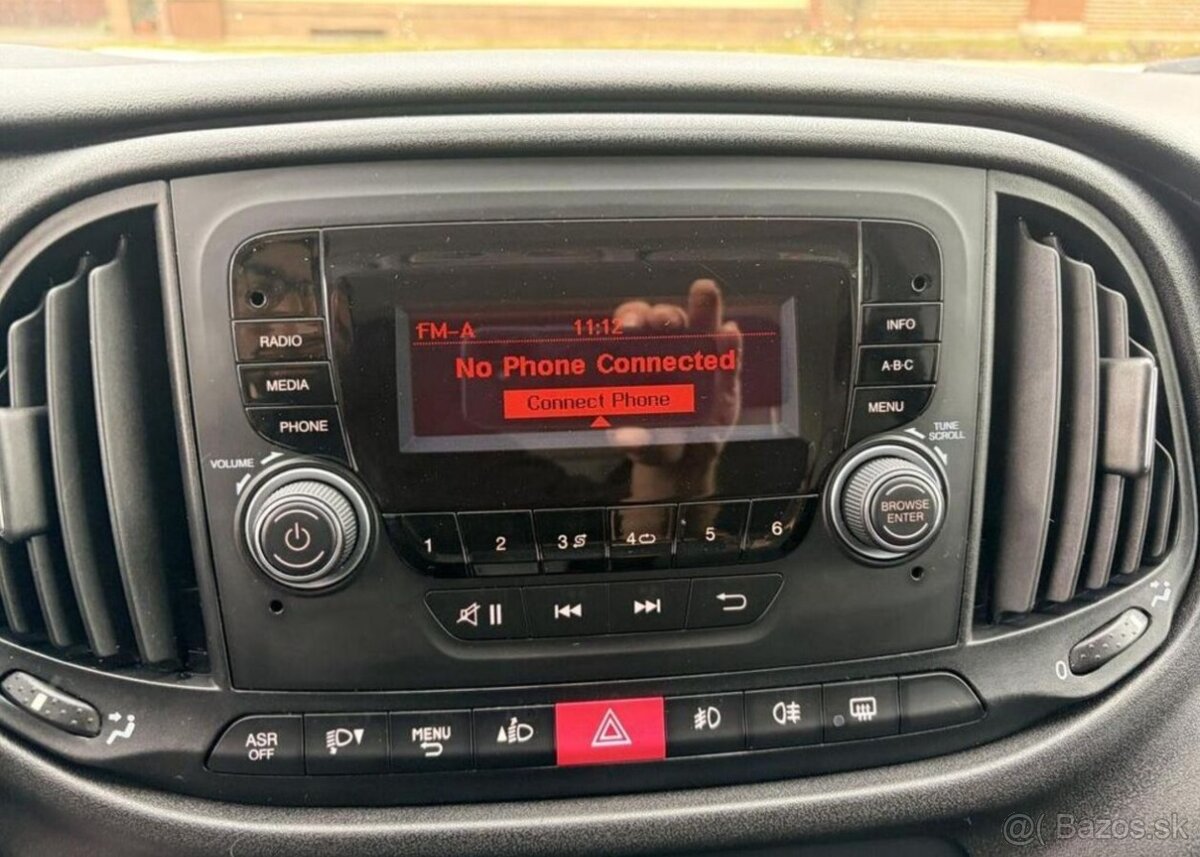 FM-A 11:12
No Phone Connected
Connect Phone
RADIO
MEDIA
PHONE
VOLUME
INFO
A·B·C
MENU
TUNE
SCROLL
BROWSE
ENTER
1 2 3 4 5 6
ASR
OFF
MENU
0
@( Bazos.sk